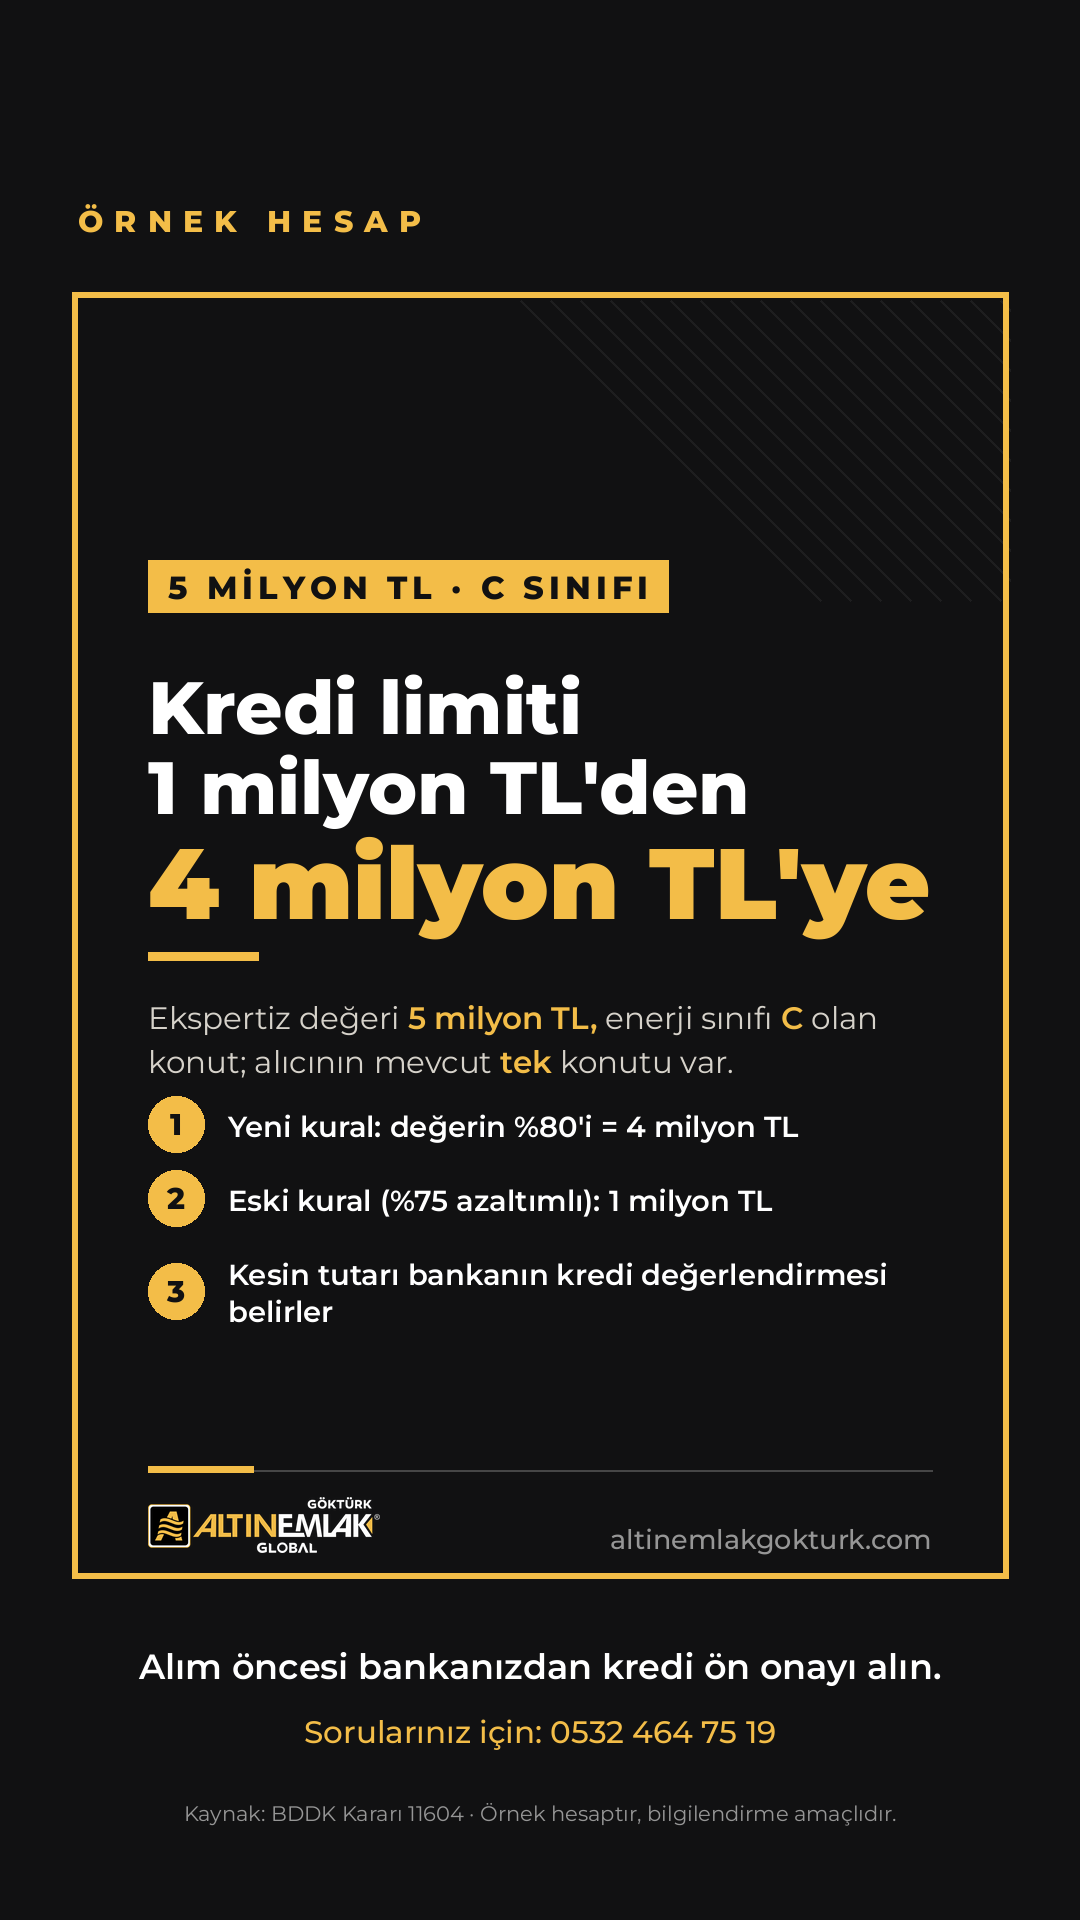 ÖRNEK HESAP
5 MİLYON TL · C SINIFI
Kredi limiti
1 milyon TL'den
4 milyon TL'ye
Ekspertiz değeri 5 milyon TL, enerji sınıfı C olan
konut; alıcının mevcut tek konutu var.
1 Yeni kural: değerin %80'i = 4 milyon TL
2 Eski kural (%75 azaltımlı): 1 milyon TL
3 Kesin tutarı bankanın kredi değerlendirmesi
belirler
GÖKTÜRK
ALTINEMLAK®
GLOBAL
altinemlakgokturk.com
Alım öncesi bankanızdan kredi ön onayı alın.
Sorularınız için: 0532 464 75 19
Kaynak: BDDK Kararı 11604 · Örnek hesaptır, bilgilendirme amaçlıdır.